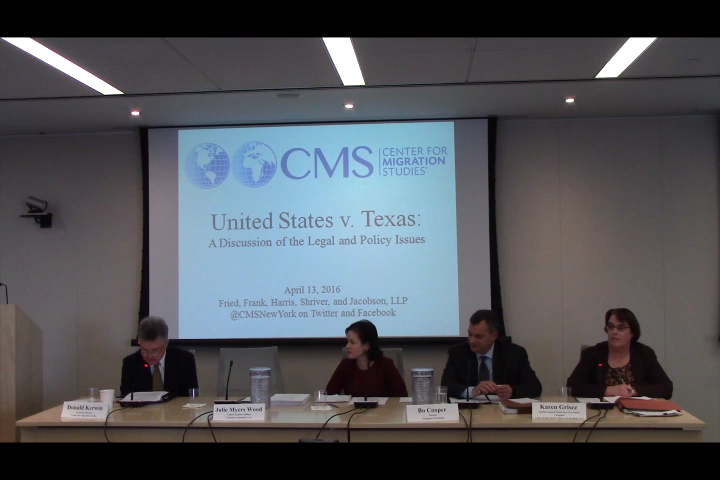 CMS
CENTER FOR
MIGRATION
STUDIES
United States v. Texas:
A Discussion of the Legal and Policy Issues
April 13, 2016
Fried, Frank, Harris, Shriver, and Jacobson, LLP
@CMSNewYork on Twitter and Facebook
Donald Kerwin
Julie Myers Wood
Bo Cooper
Karen Grisez